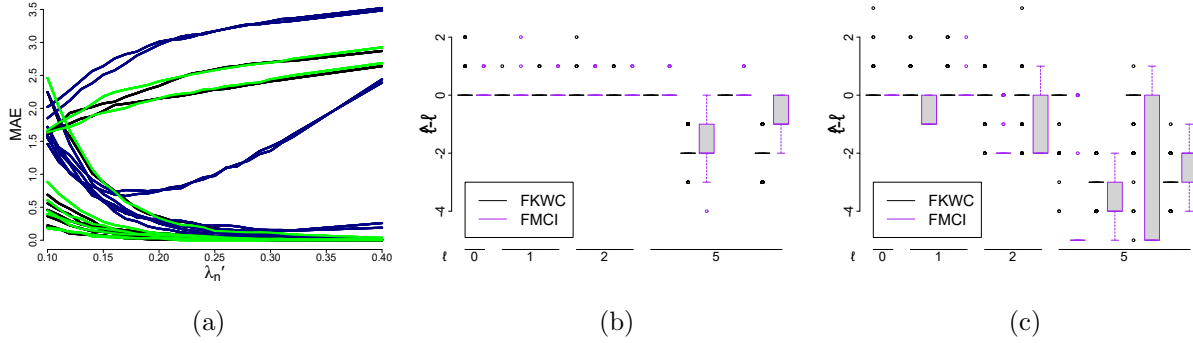 MAE
3.5
3.0
2.5
2.0
1.5
1.0
0.5
0.0
0.10 0.15 0.20 0.25 0.30 0.35 0.40
λn′
(a)
ℓ̂-ℓ
2
0
-2
-4
FKWC
FMCI
ℓ 0 1 2 5
(b)
ℓ̂-ℓ
2
0
-2
-4
FKWC
FMCI
ℓ 0 1 2 5
(c)